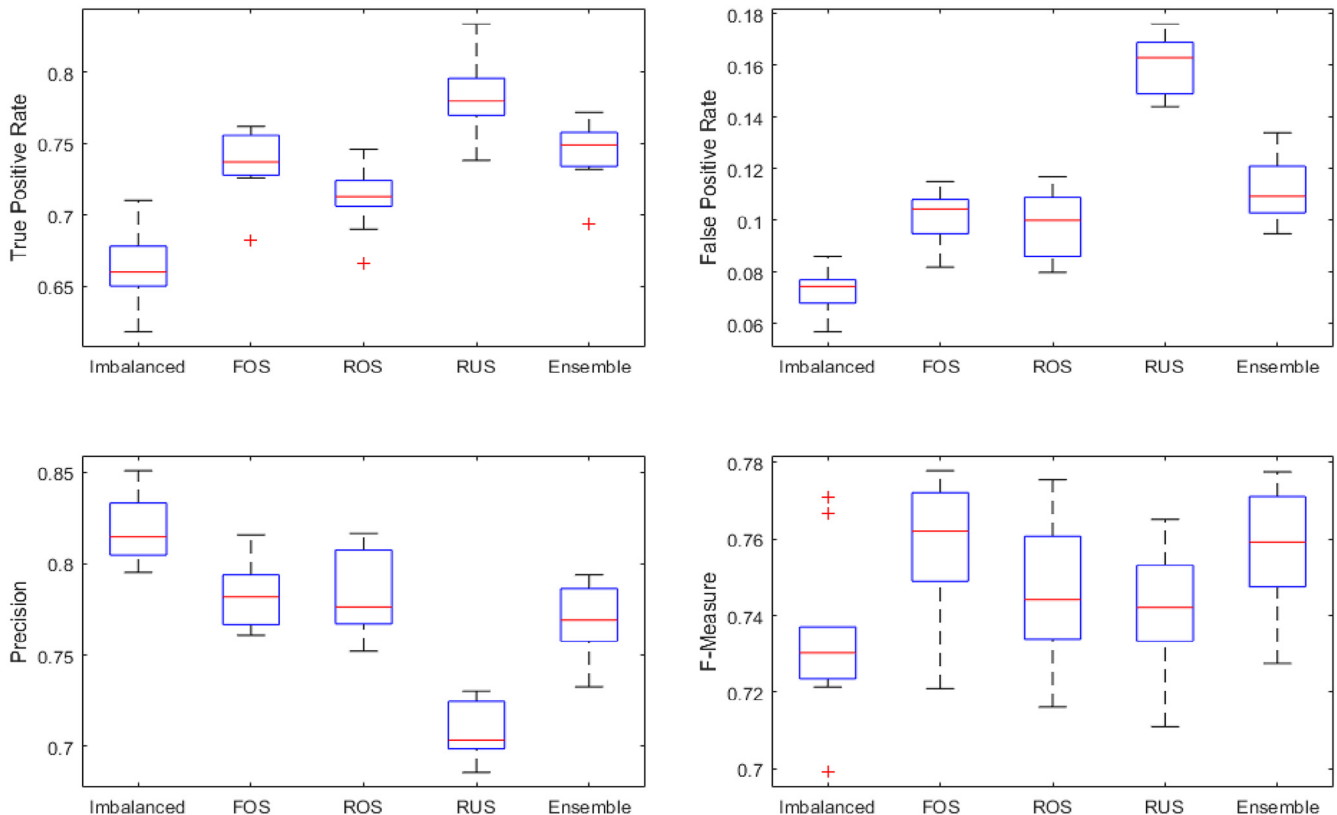 True Positive Rate
0.8
0.75
0.7
0.65
Imbalanced FOS ROS RUS Ensemble
False Positive Rate
0.18
0.16
0.14
0.12
0.1
0.08
0.06
Imbalanced FOS ROS RUS Ensemble
Precision
0.85
0.8
0.75
0.7
Imbalanced FOS ROS RUS Ensemble
F-Measure
0.78
0.76
0.74
0.72
0.7
Imbalanced FOS ROS RUS Ensemble